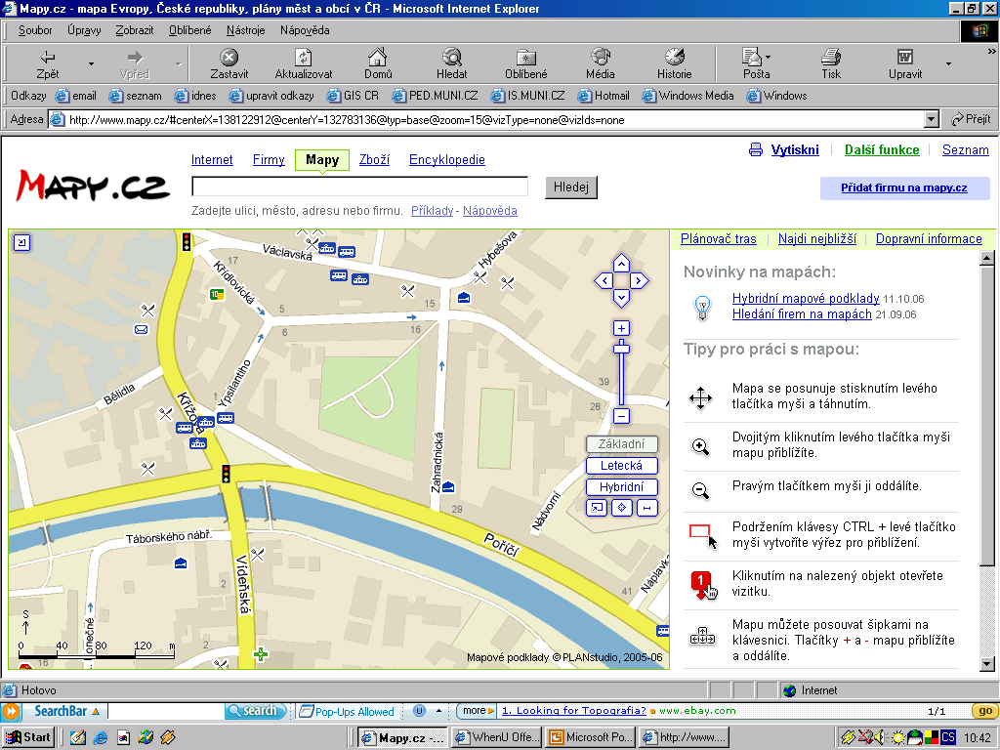 Mapy.cz - mapa Evropy, České republiky, plány měst a obcí v ČR - Microsoft Internet Explorer
Soubor Úpravy Zobrazit Oblíbené Nástroje Nápověda
Zpět Vpřed Zastavit Aktualizovat Domů Hledat Oblíbené Média Historie Pošta Tisk Upravit
Odkazy email seznam idnes upravit odkazy GIS CR PED.MUNI.CZ IS.MUNI.CZ Hotmail Windows Media Windows
Adresa http://www.mapy.cz/#centerX=138122912@centerY=132783136@typ=base@zoom=15@vizType=none@vizIds=none Přejít
Vytiskni Další funkce Seznam
Internet Firmy Mapy Zboží Encyklopedie
MAPY.CZ
Hledej
Přidat firmu na mapy.cz
Zadejte ulici, město, adresu nebo firmu. Příklady - Nápověda
Plánovač tras Najdi nejbližší Dopravní informace
Václavská
Hybešova
17
Křídlovická
15
5
6
16
Bělidla
1
Ypsilantiho
Křížova
Zahradnická
39
28
29
Nádvorní
Poříčí
Táborského nábř.
2
Vídeňská
2
1
41
Náplavka
S
0 40 80 120 m
Mapové podklady © PLANstudio, 2005-06
+
-
Základní
Letecká
Hybridní
Novinky na mapách:
Hybridní mapové podklady 11.10.06
Hledání firem na mapách 21.09.06
Tipy pro práci s mapou:
Mapa se posunuje stisknutím levého
tlačítka myši a táhnutím.
Dvojitým kliknutím levého tlačítka myši
mapu přiblížíte.
Pravým tlačítkem myši ji oddálíte.
Podržením klávesy CTRL + levé tlačítko
myši vytvoříte výřez pro přiblížení.
1
Kliknutím na nalezený objekt otevřete
vizitku.
Mapu můžete posouvat šipkami na
klávesnici. Tlačítky + a - mapu přiblížíte
a oddálíte.
Hotovo Internet
SearchBar search Pop-Ups Allowed more 1. Looking for Topografia? www.ebay.com 1/1 go
Start Mapy.cz -... WhenU Offe... Microsoft Po... http://www.... CS 10:42